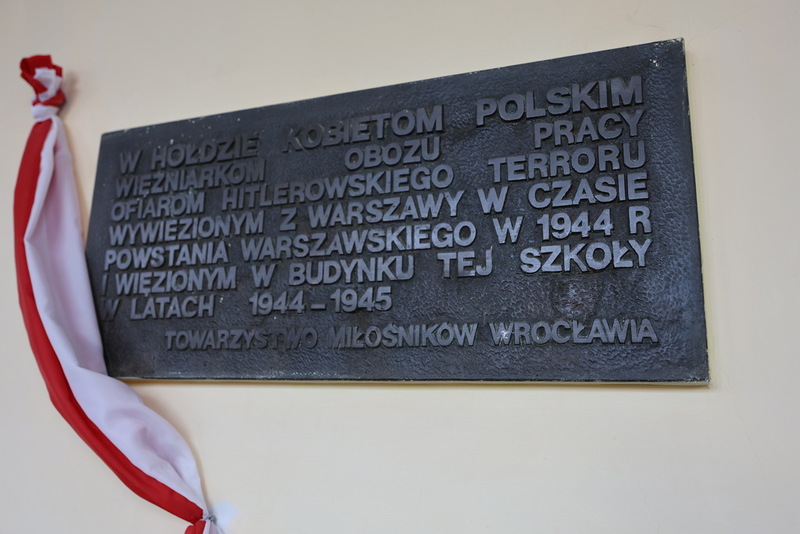 W HOŁDZIE KOBIETOM POLSKIM
WIĘŹNIARKOM OBOZU PRACY
OFIAROM HITLEROWSKIEGO TERRORU
WYWIEZIONYM Z WARSZAWY W CZASIE
POWSTANIA WARSZAWSKIEGO W 1944 R
I WIĘZIONYM W BUDYNKU TEJ SZKOŁY
W LATACH 1944-1945
TOWARZYSTWO MIŁOŚNIKÓW WROCŁAWIA